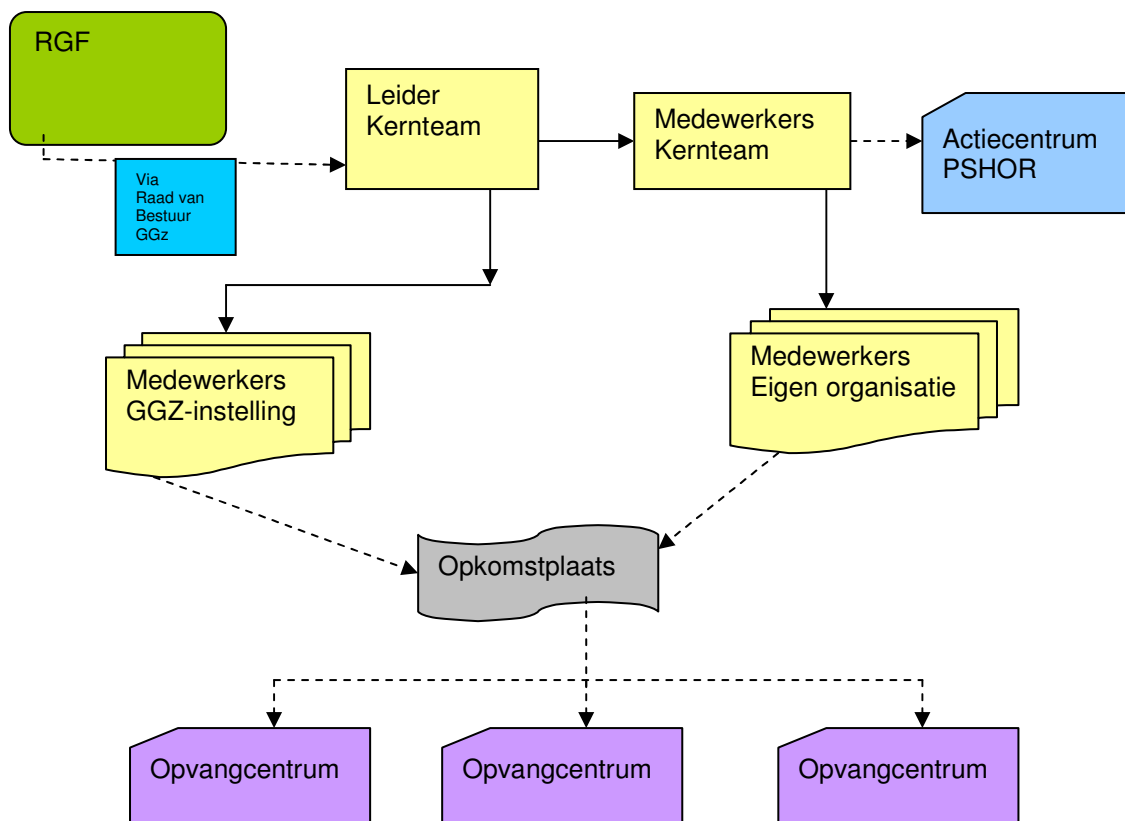 RGF
Leider
Kernteam
Medewerkers
Kernteam
Actiecentrum
PSHOR
Via
Raad van
Bestuur
GGz
Medewerkers
GGZ-instelling
Medewerkers
Eigen organisatie
Opkomstplaats
Opvangcentrum
Opvangcentrum
Opvangcentrum